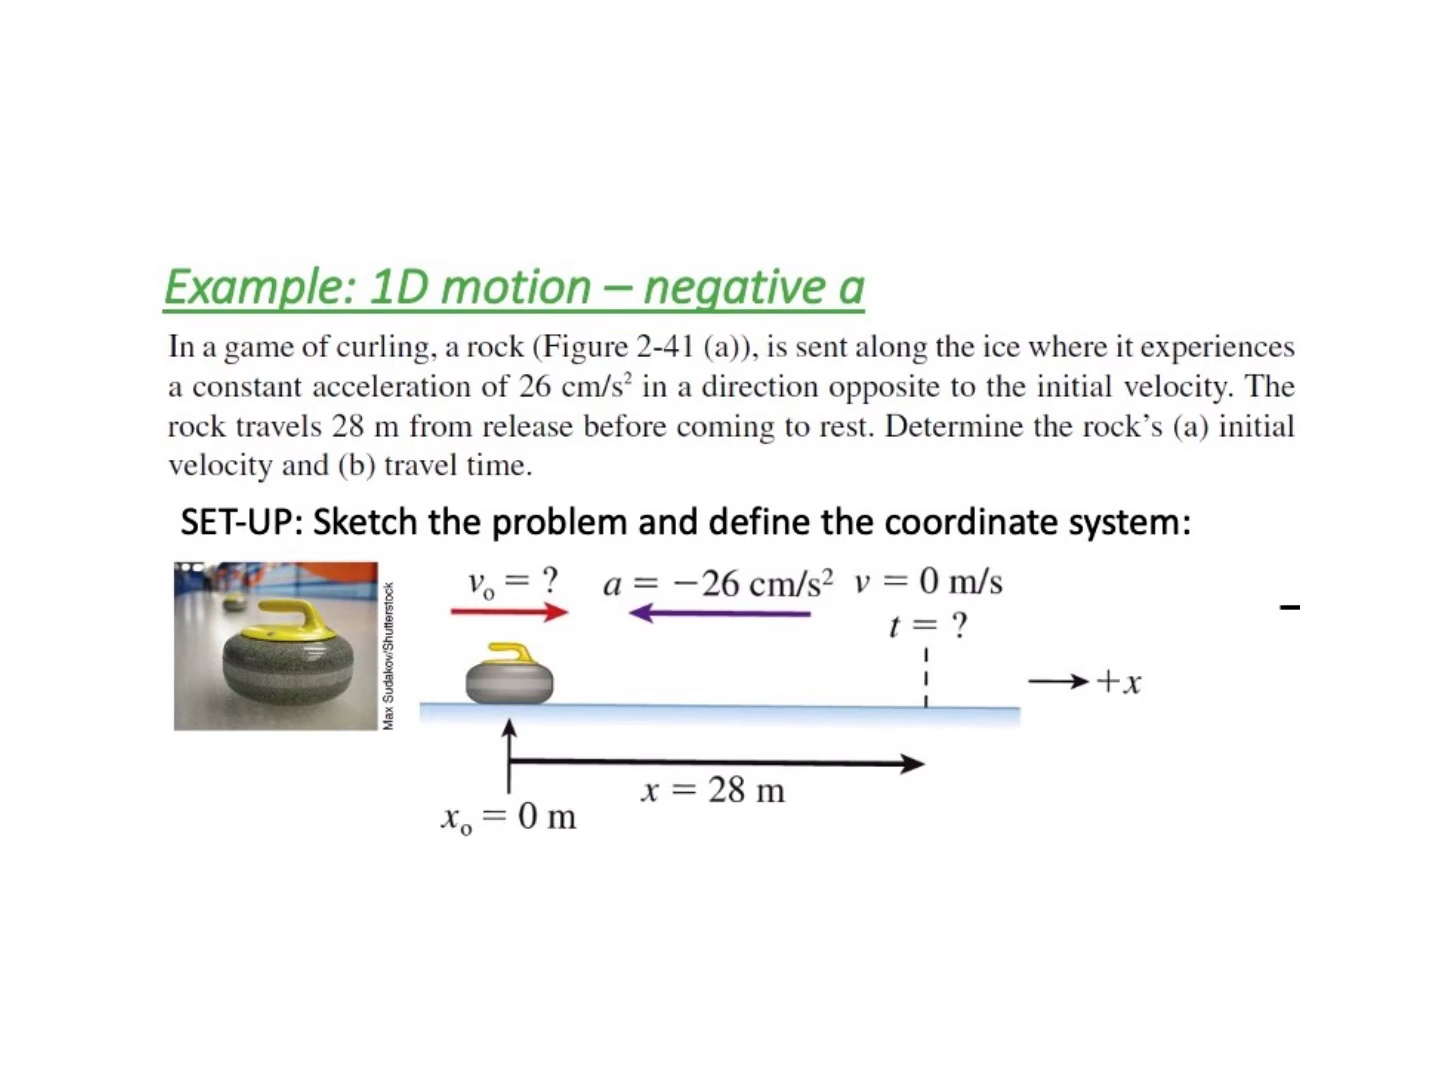 Example: 1D motion – negative a
In a game of curling, a rock (Figure 2-41 (a)), is sent along the ice where it experiences
a constant acceleration of 26 cm/s² in a direction opposite to the initial velocity. The
rock travels 28 m from release before coming to rest. Determine the rock’s (a) initial
velocity and (b) travel time.
SET-UP: Sketch the problem and define the coordinate system:
Max Sudakov/Shutterstock
v₀ = ?
a = −26 cm/s²
v = 0 m/s
t = ?
+x
x = 28 m
x₀ = 0 m